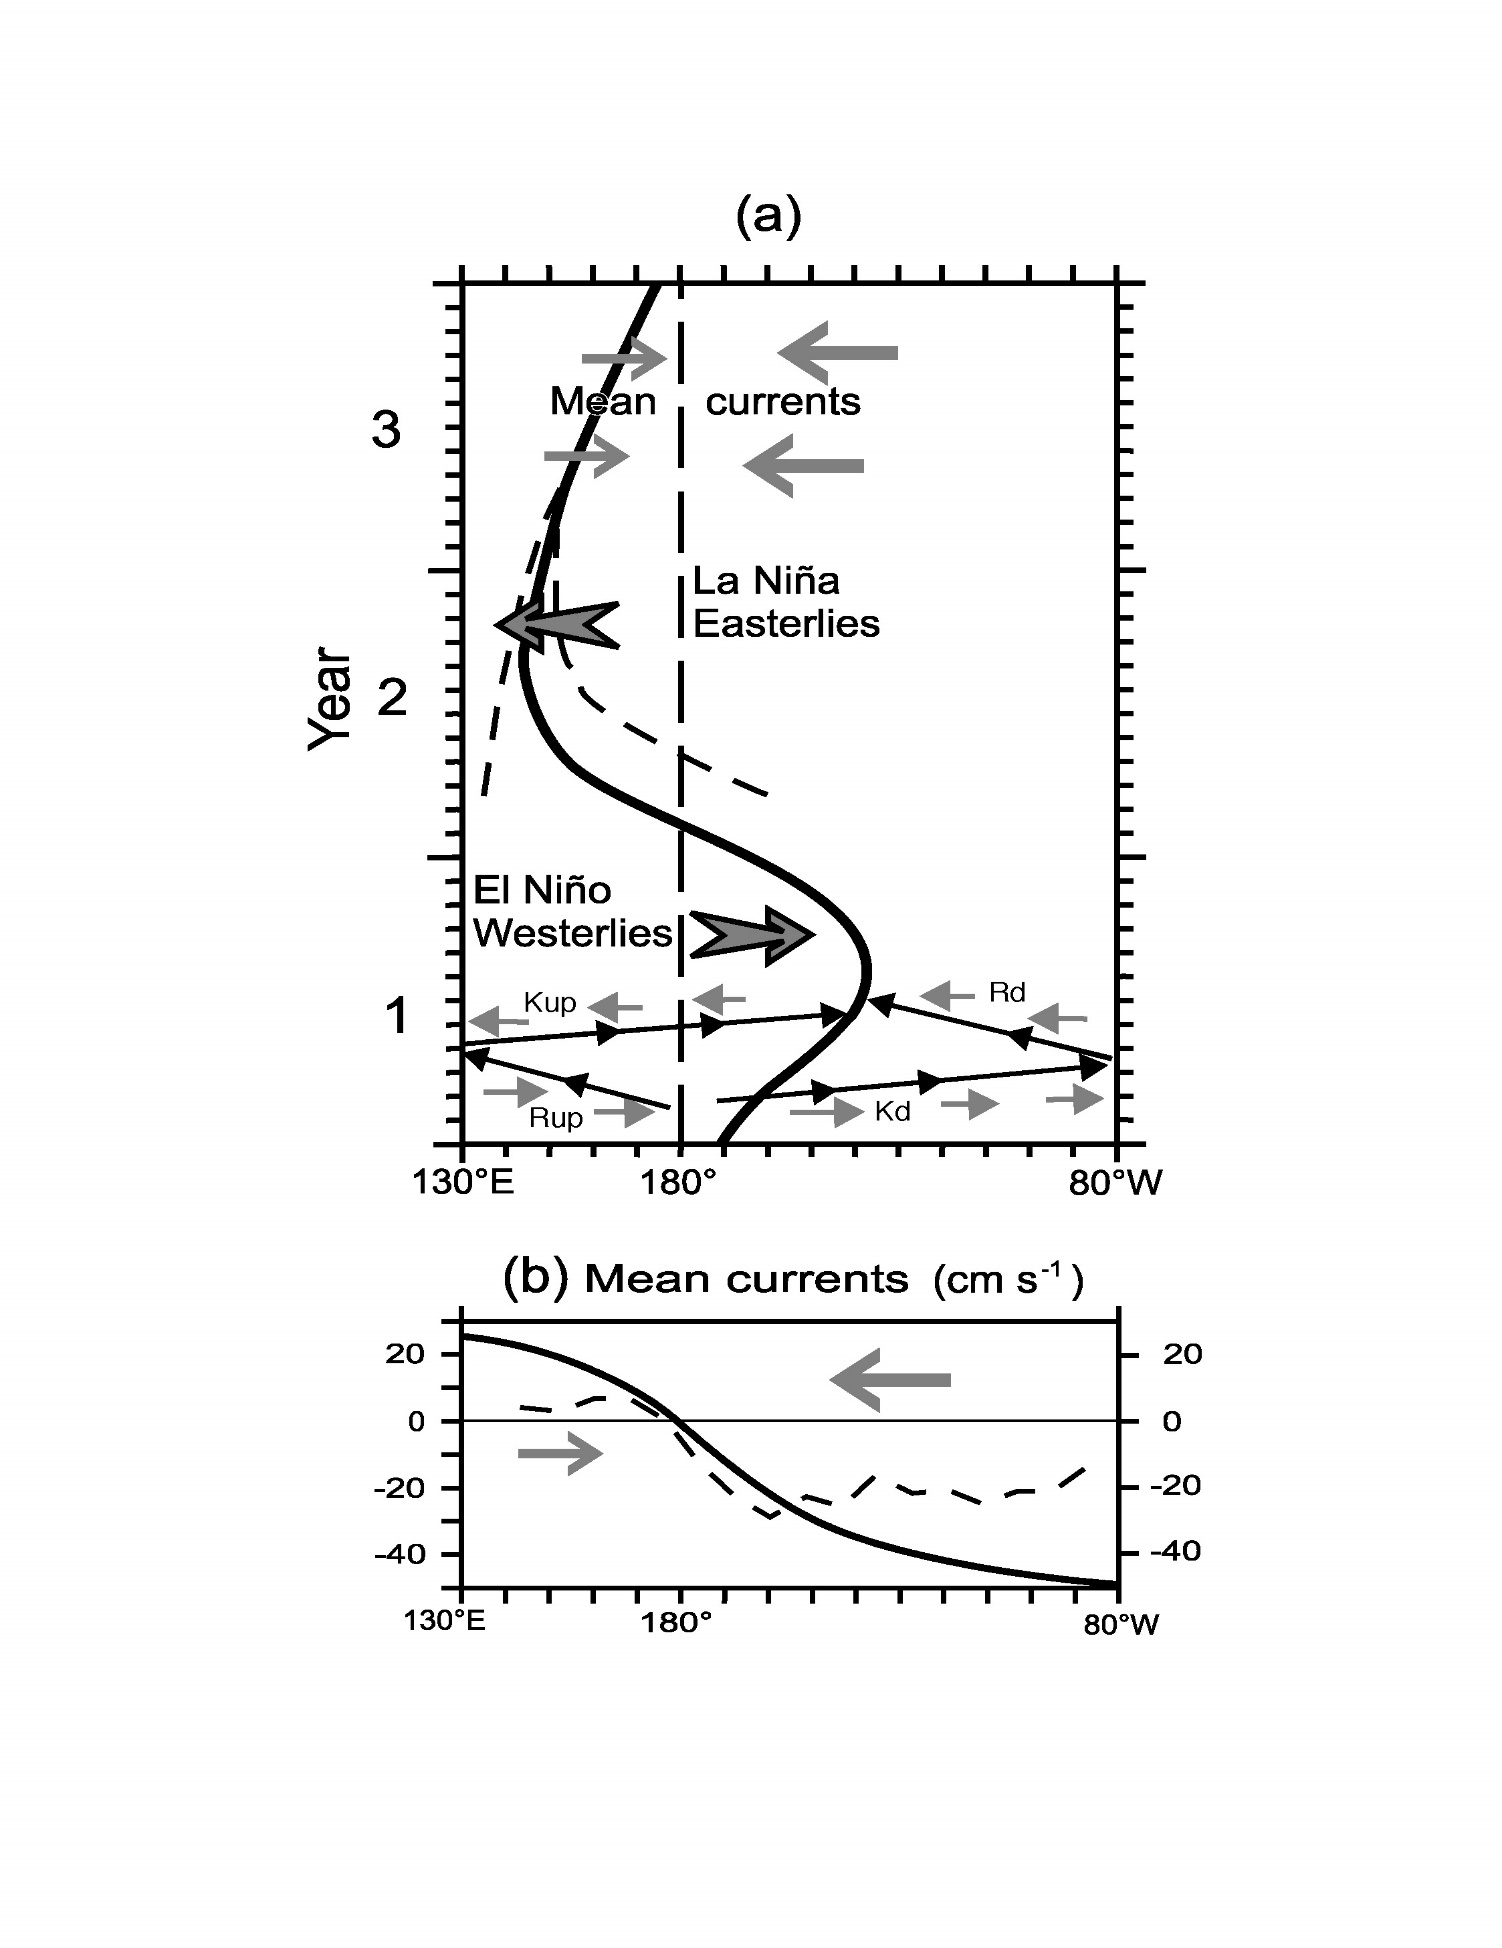 (a)
Mean currents
3
La Niña
Easterlies
Year
2
El Niño
Westerlies
Kup
Rd
1
Rup
Kd
130°E
180°
80°W
(b) Mean currents (cm s-1)
20
20
0
0
-20
-20
-40
-40
130°E
180°
80°W